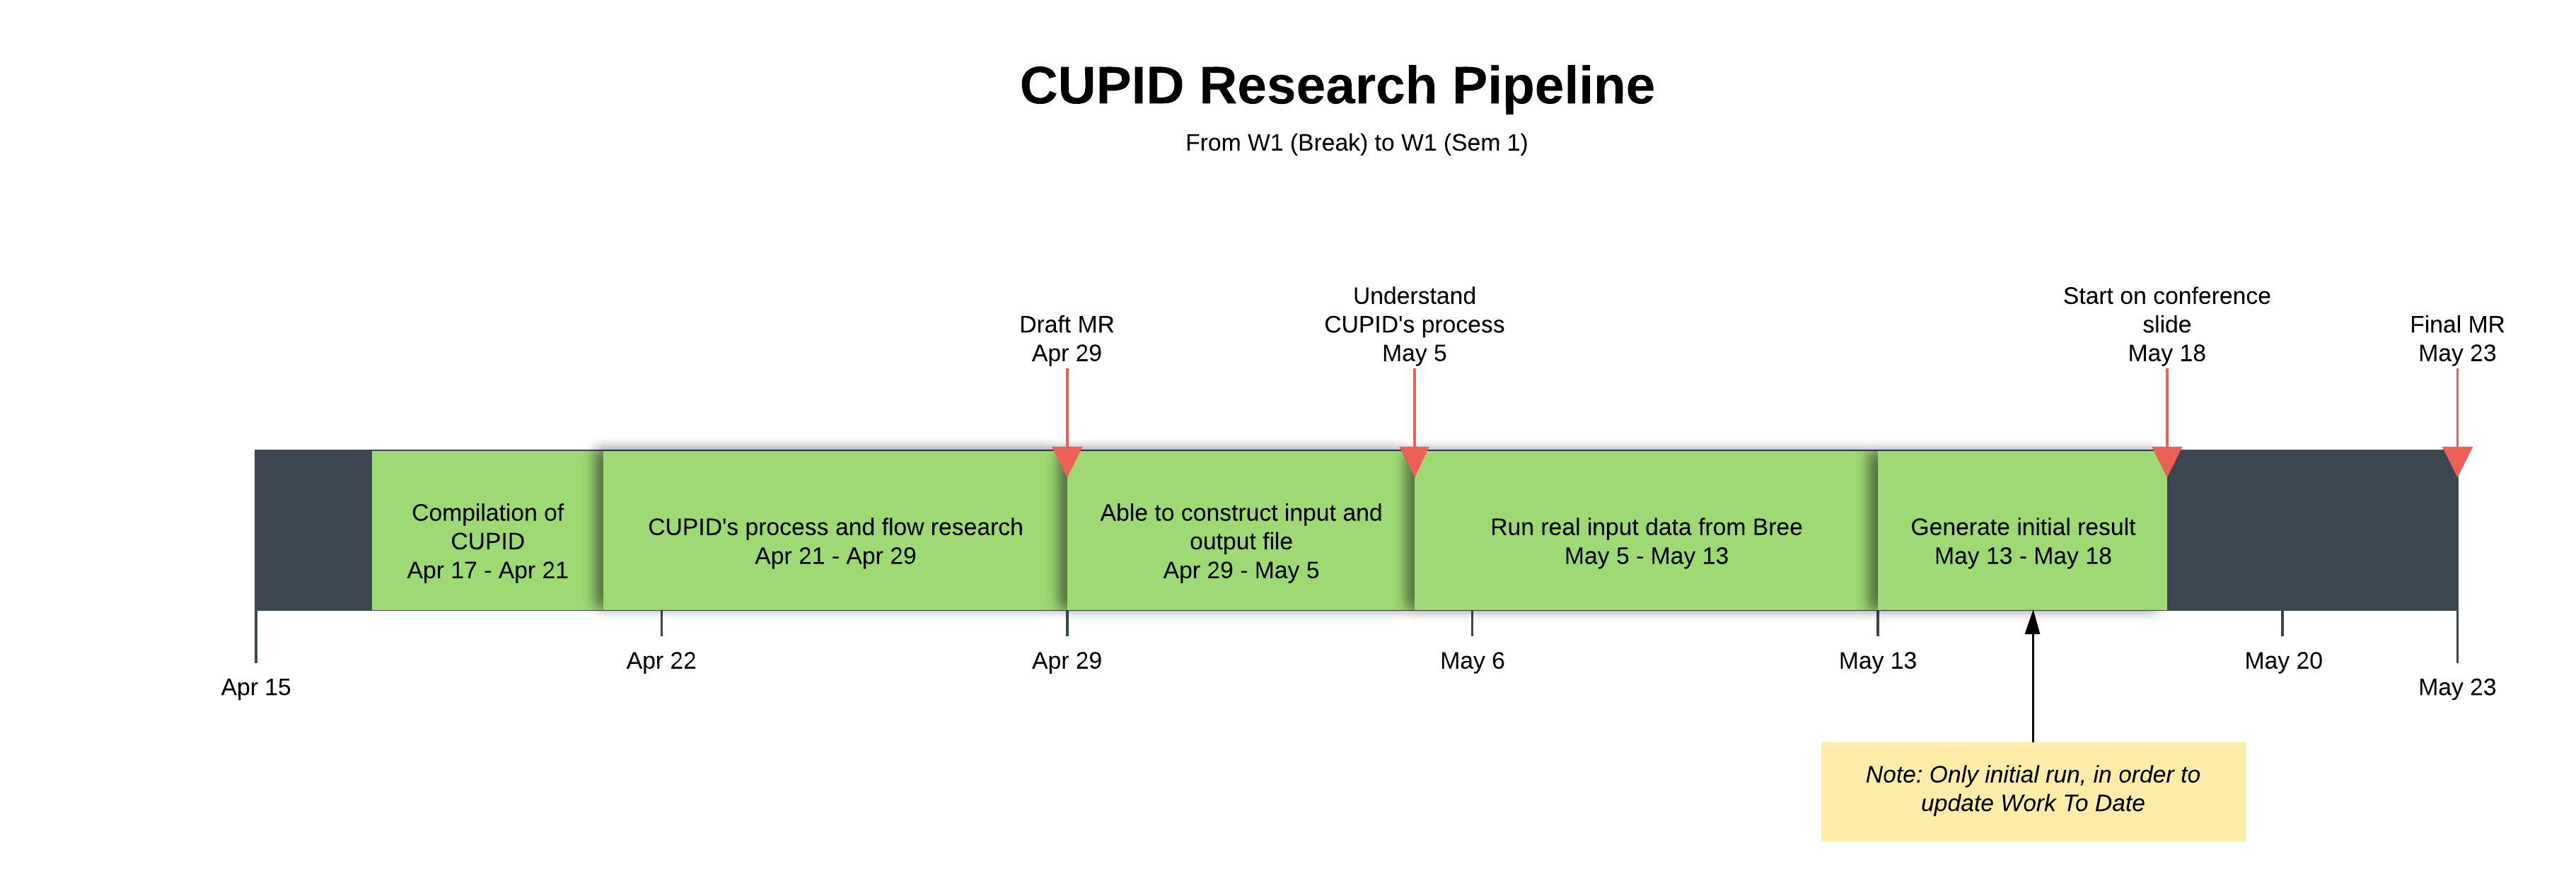 CUPID Research Pipeline
From W1 (Break) to W1 (Sem 1)
Draft MR
Apr 29
Understand
CUPID's process
May 5
Start on conference
slide
May 18
Final MR
May 23
Compilation of
CUPID
Apr 17 - Apr 21
CUPID's process and flow research
Apr 21 - Apr 29
Able to construct input and
output file
Apr 29 - May 5
Run real input data from Bree
May 5 - May 13
Generate initial result
May 13 - May 18
Apr 15
Apr 22
Apr 29
May 6
May 13
May 20
May 23
Note: Only initial run, in order to
update Work To Date